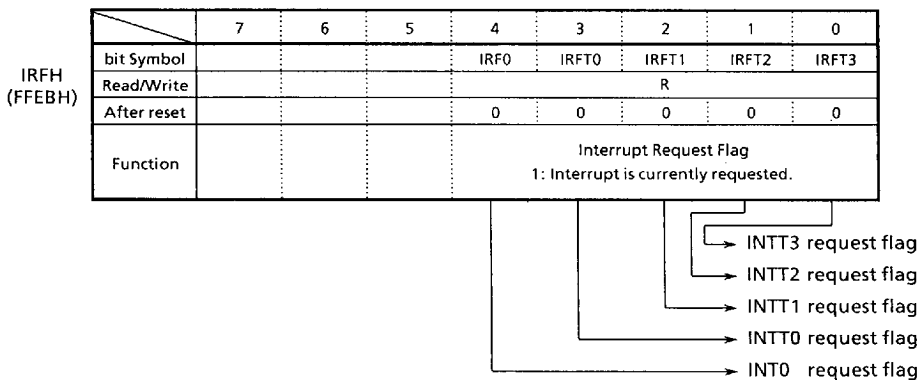 7 6 5 4 3 2 1 0
bit Symbol IRF0 IRFT0 IRFT1 IRFT2 IRFT3
IRFH
(FFEBH)
Read/Write R
After reset 0 0 0 0 0
Function
Interrupt Request Flag
1: Interrupt is currently requested.
INTT3 request flag
INTT2 request flag
INTT1 request flag
INTT0 request flag
INT0 request flag